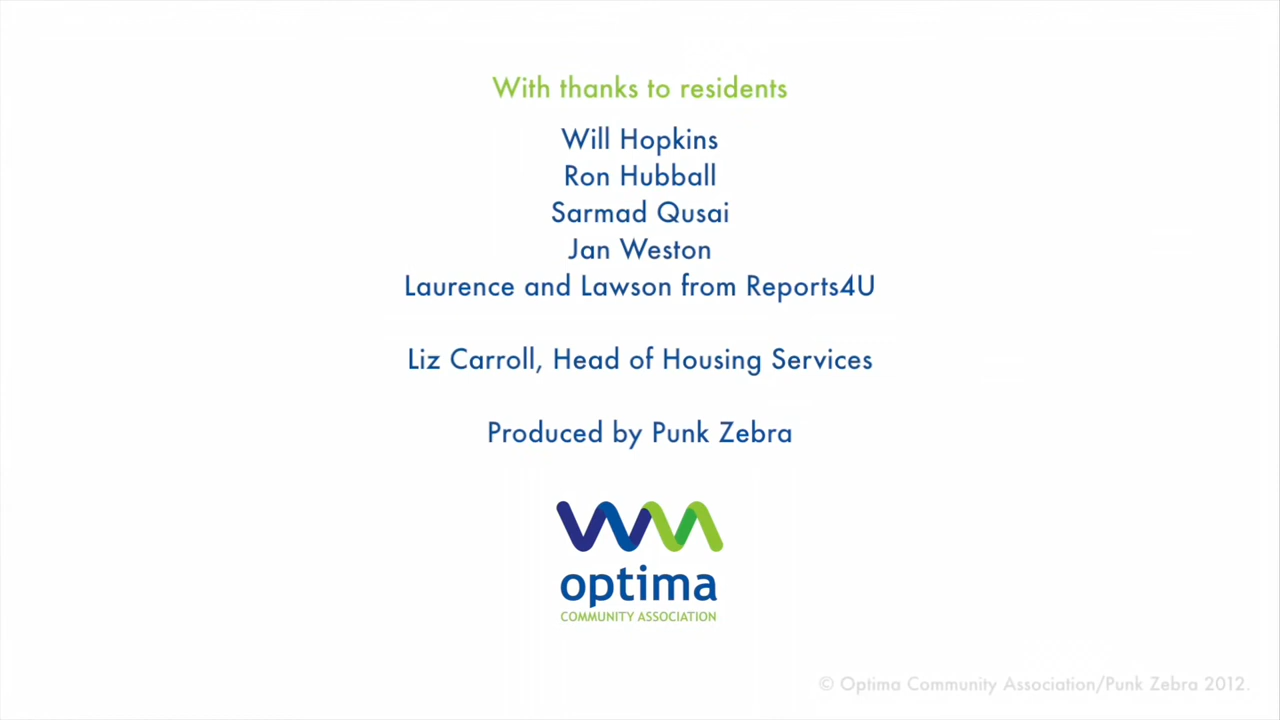 With thanks to residents
Will Hopkins
Ron Hubball
Sarmad Qusai
Jan Weston
Laurence and Lawson from Reports4U
Liz Carroll, Head of Housing Services
Produced by Punk Zebra
optima
COMMUNITY ASSOCIATION
© Optima Community Association/Punk Zebra 2012.